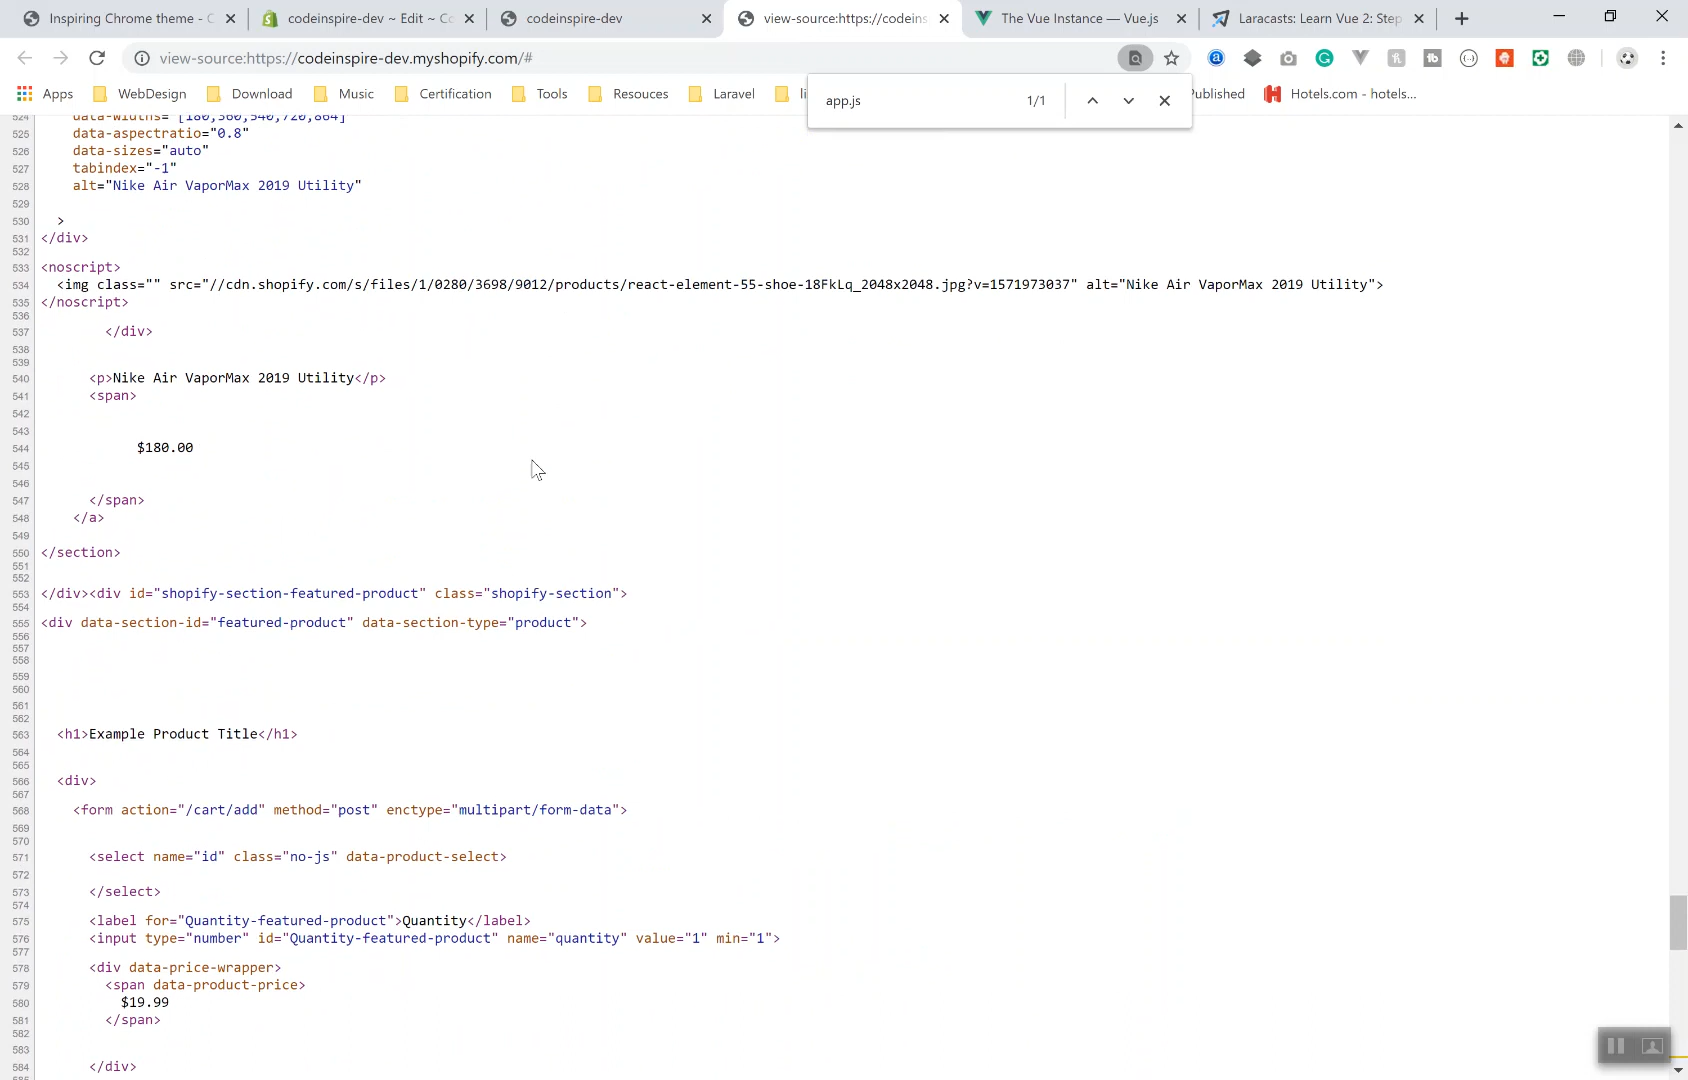 Inspiring Chrome theme - C
codeinspire-dev ~ Edit ~ Co
codeinspire-dev
view-source:https://codeins
The Vue Instance — Vue.js
Laracasts: Learn Vue 2: Step
view-source:https://codeinspire-dev.myshopify.com/#
Apps
WebDesign
Download
Music
Certification
Tools
Resouces
Laravel
li
ublished
Hotels.com - hotels...
app.js
1/1
524 data-widths="[180,360,540,720,864]"
525 data-aspectratio="0.8"
526 data-sizes="auto"
527 tabindex="-1"
528 alt="Nike Air VaporMax 2019 Utility"
529
530 >
531 </div>
532
533 <noscript>
534 <img class="" src="//cdn.shopify.com/s/files/1/0280/3698/9012/products/react-element-55-shoe-18FkLq_2048x2048.jpg?v=1571973037" alt="Nike Air VaporMax 2019 Utility">
535 </noscript>
536
537 </div>
538
539
540 <p>Nike Air VaporMax 2019 Utility</p>
541 <span>
542
543
544 $180.00
545
546
547 </span>
548 </a>
549
550 </section>
551
552
553 </div><div id="shopify-section-featured-product" class="shopify-section">
554
555 <div data-section-id="featured-product" data-section-type="product">
556
557
558
559
560
561
562
563 <h1>Example Product Title</h1>
564
565
566 <div>
567
568 <form action="/cart/add" method="post" enctype="multipart/form-data">
569
570
571 <select name="id" class="no-js" data-product-select>
572
573 </select>
574
575 <label for="Quantity-featured-product">Quantity</label>
576 <input type="number" id="Quantity-featured-product" name="quantity" value="1" min="1">
577
578 <div data-price-wrapper>
579 <span data-product-price>
580 $19.99
581 </span>
582
583
584 </div>